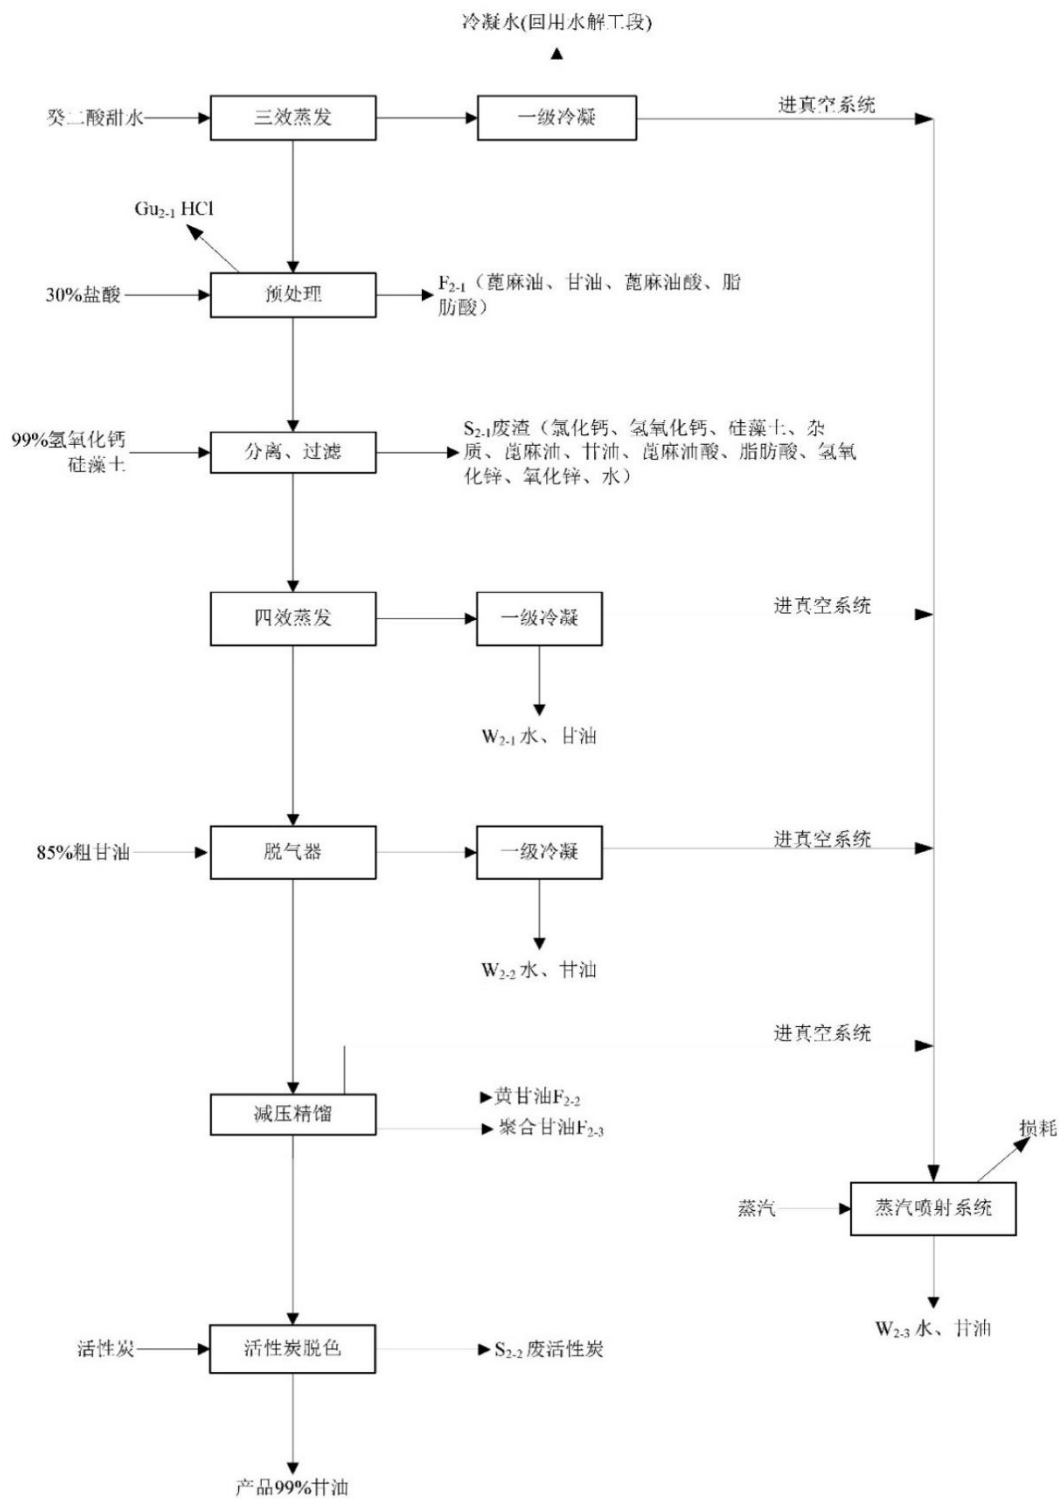 冷凝水(回用水解工段)
癸二酸甜水
三效蒸发
一级冷凝
进真空系统
Gu2-1 HCl
30%盐酸
预处理
F2-1（蓖麻油、甘油、蓖麻油酸、脂
肪酸）
99%氢氧化钙
硅藻土
分离、过滤
S2-1废渣（氯化钙、氢氧化钙、硅藻土、杂
质、蓖麻油、甘油、蓖麻油酸、脂肪酸、氢氧
化锌、氧化锌、水）
四效蒸发
一级冷凝
进真空系统
W2-1 水、甘油
85%粗甘油
脱气器
一级冷凝
进真空系统
W2-2 水、甘油
进真空系统
减压精馏
黄甘油F2-2
聚合甘油F2-3
损耗
蒸汽
蒸汽喷射系统
W2-3 水、甘油
活性炭
活性炭脱色
S2-2 废活性炭
产品99%甘油